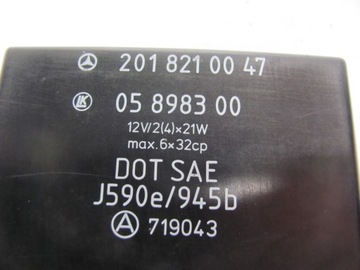 201 821 00 47
LK 05 8983 00
12V/2(4)×21W
max.6×32cp
DOT SAE
J590e/945b
A 719043